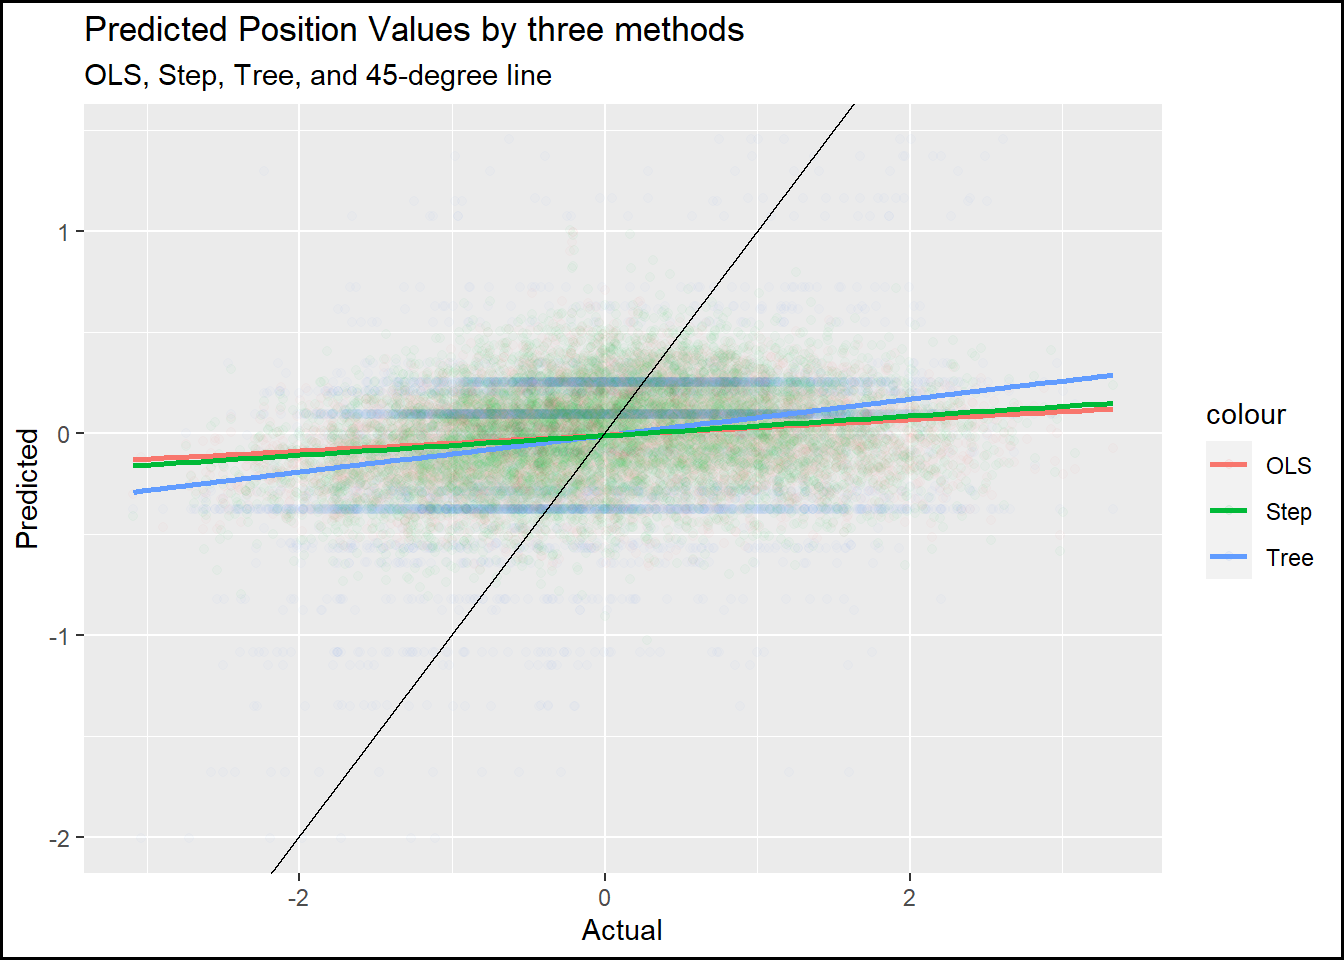 Predicted Position Values by three methods
OLS, Step, Tree, and 45-degree line
1
0
-1
-2
Predicted
-2
0
2
Actual
colour
OLS
Step
Tree